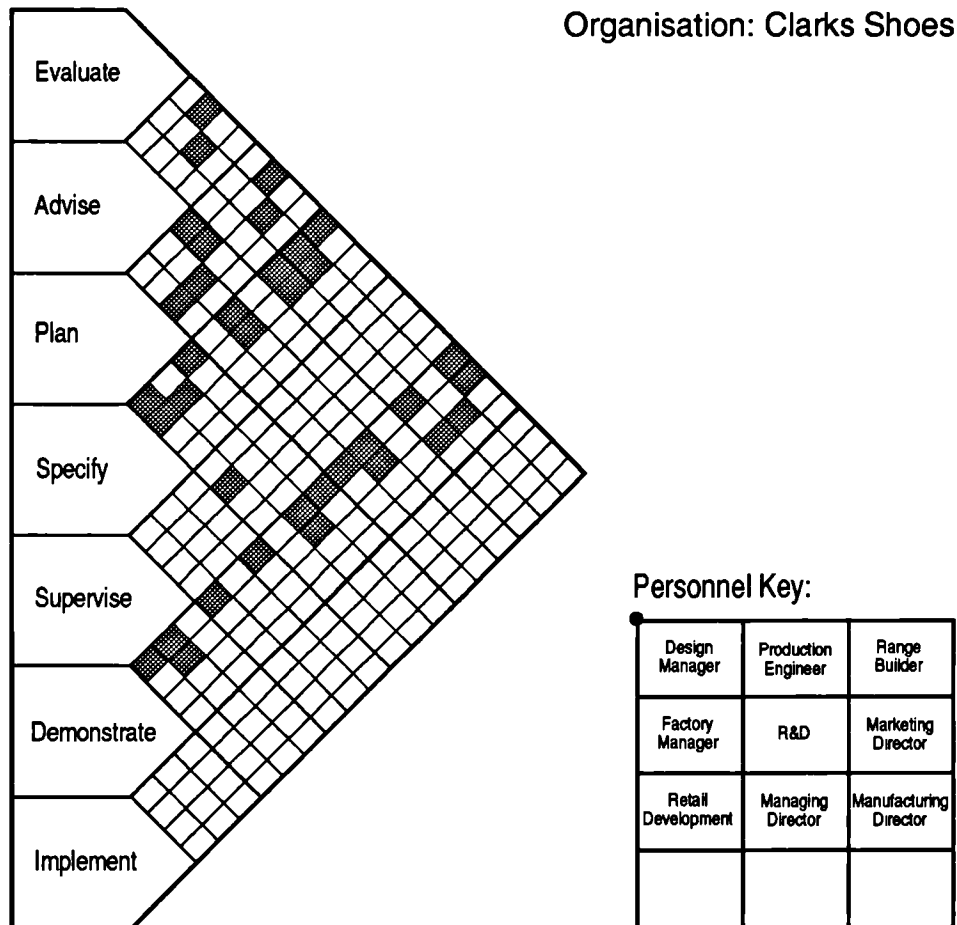 Organisation: Clarks Shoes
Evaluate
Advise
Plan
Specify
Supervise
Demonstrate
Implement
Personnel Key:
Design
Manager
Production
Engineer
Range
Builder
Factory
Manager
R&D
Marketing
Director
Retail
Development
Managing
Director
Manufacturing
Director